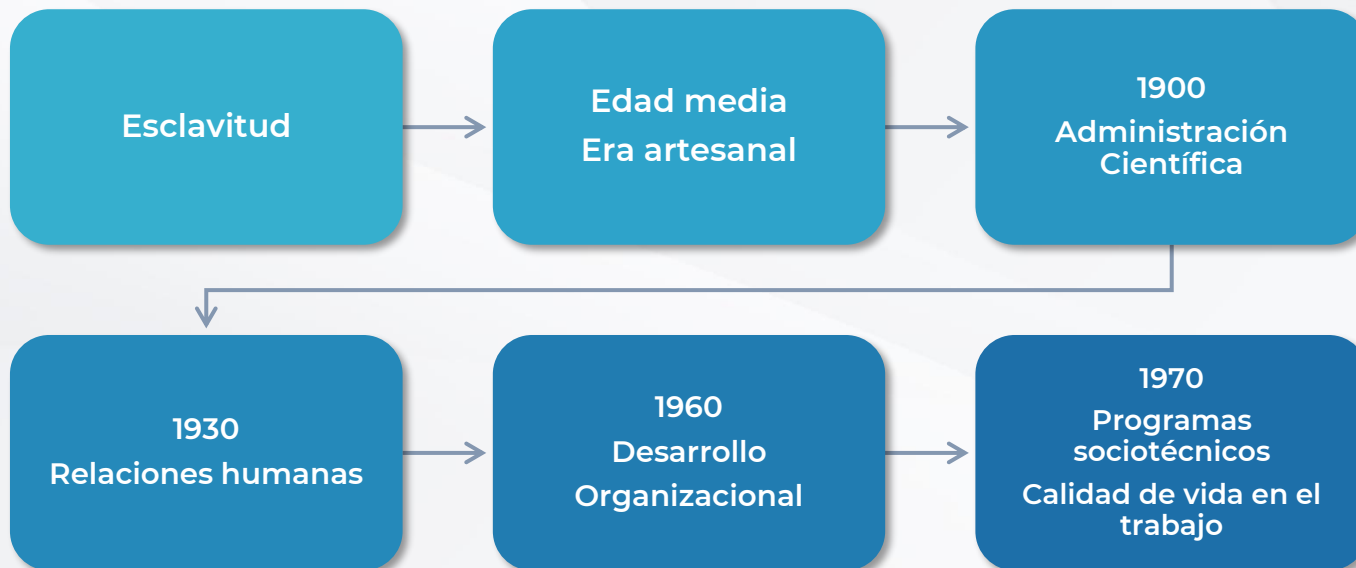 Esclavitud
Edad media
Era artesanal
1900
Administración
Científica
1930
Relaciones humanas
1960
Desarrollo
Organizacional
1970
Programas
sociotécnicos
Calidad de vida en el
trabajo